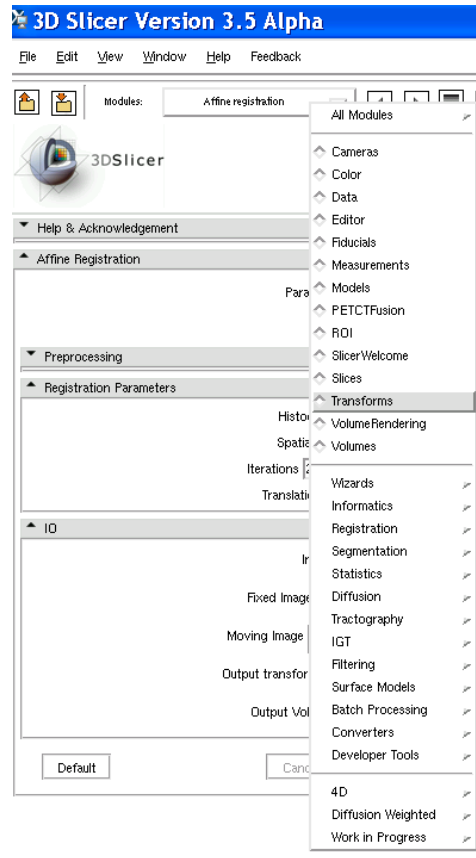 3D Slicer Version 3.5 Alpha
File Edit View Window Help Feedback
Modules: Affine registration
3DSlicer
Help & Acknowledgement
Affine Registration
Para
Preprocessing
Registration Parameters
Histo
Spatia
Iterations 2
Translati
IO
Fixed Image
Moving Image
Output transfor
Output Vol
Default Canc
All Modules
Cameras
Color
Data
Editor
Fiducials
Measurements
Models
PETCTFusion
ROI
SlicerWelcome
Slices
Transforms
VolumeRendering
Volumes
Wizards
Informatics
Registration
Segmentation
Statistics
Diffusion
Tractography
IGT
Filtering
Surface Models
Batch Processing
Converters
Developer Tools
4D
Diffusion Weighted
Work in Progress